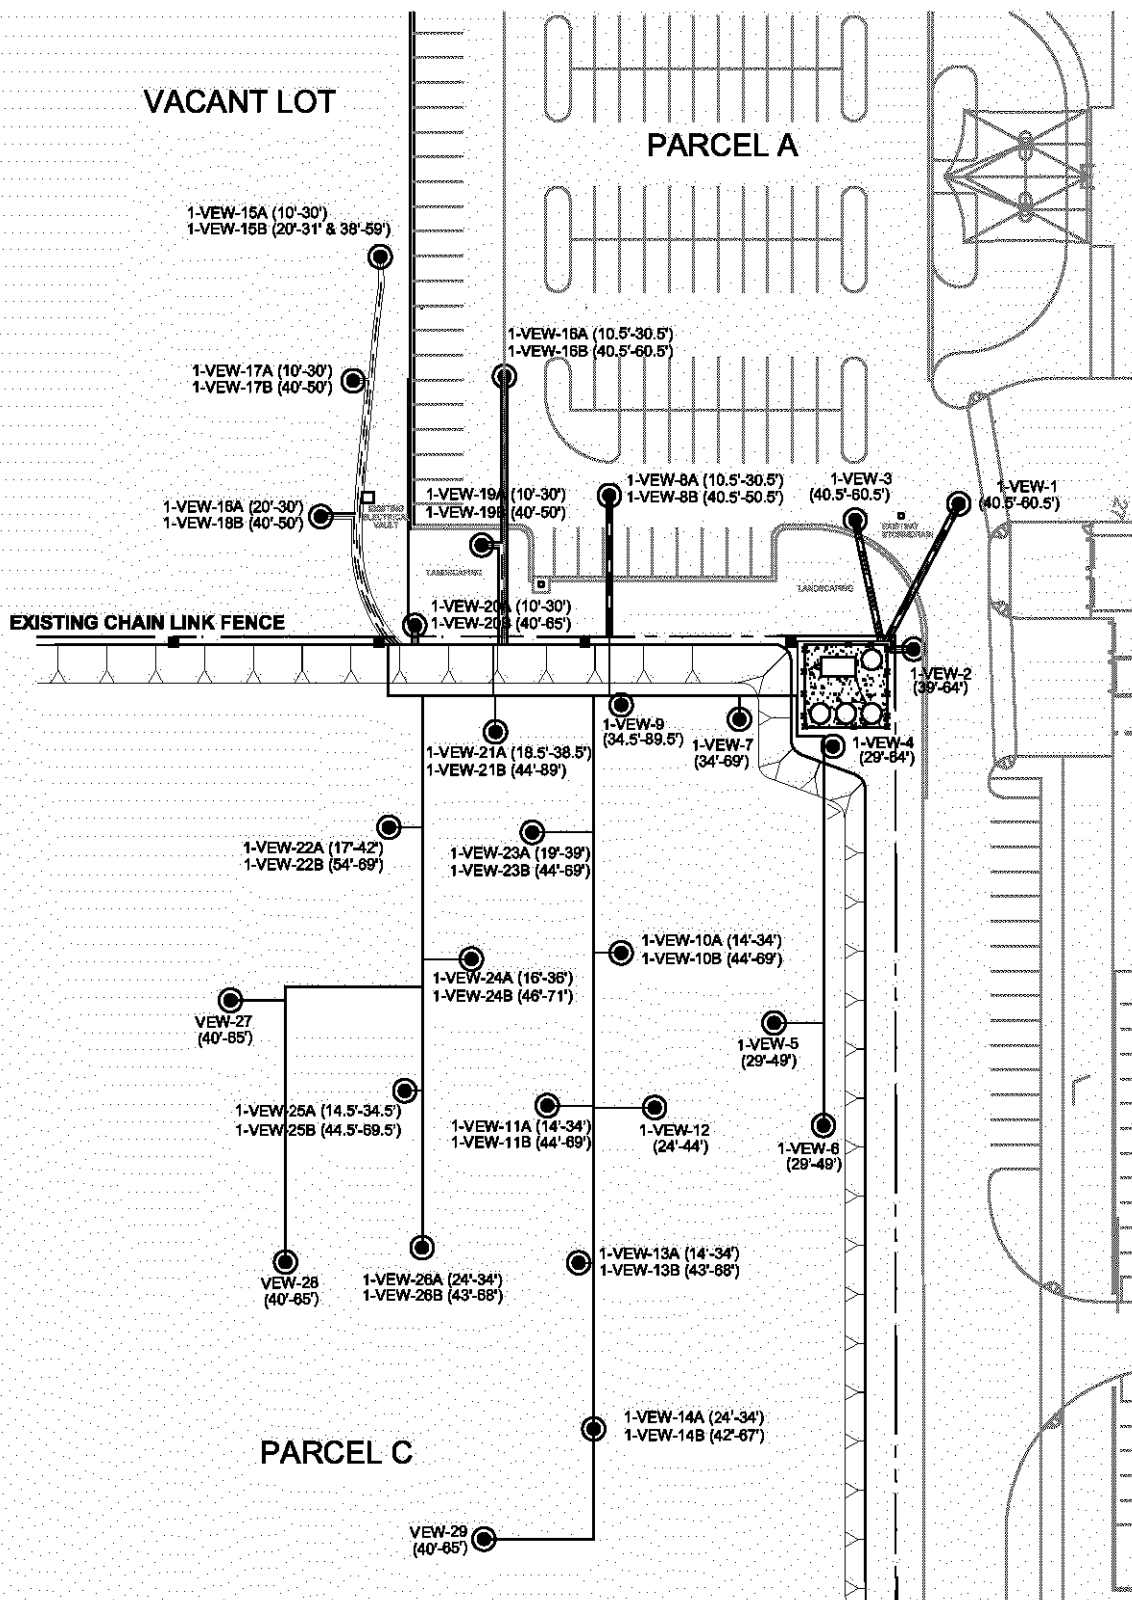 VACANT LOT
PARCEL A
1-VEW-15A (10'-30')
1-VEW-15B (20'-31' & 38'-59')
1-VEW-16A (10.5'-30.5')
1-VEW-16B (40.5'-60.5')
1-VEW-17A (10'-30')
1-VEW-17B (40'-50')
1-VEW-3
(40.5'-60.5')
1-VEW-1
(40.5'-60.5')
1-VEW-8A (10.5'-30.5')
1-VEW-8B (40.5'-50.5')
1-VEW-19A (10'-30')
1-VEW-19B (40'-50')
1-VEW-18A (20'-30')
1-VEW-18B (40'-50')
EXISTING
ELECTRICAL
VAULT
EXISTING
STORMDRAIN
LANDSCAPING
LANDSCAPING
1-VEW-20A (10'-30')
1-VEW-20B (40'-65')
EXISTING CHAIN LINK FENCE
1-VEW-2
(39'-64')
1-VEW-9
(34.5'-89.5')
1-VEW-7
(34'-69')
1-VEW-4
(29'-64')
1-VEW-21A (18.5'-38.5')
1-VEW-21B (44'-89')
1-VEW-22A (17'-42')
1-VEW-22B (54'-69')
1-VEW-23A (19'-39')
1-VEW-23B (44'-69')
1-VEW-10A (14'-34')
1-VEW-10B (44'-69')
1-VEW-24A (16'-36')
1-VEW-24B (46'-71')
VEW-27
(40'-65')
1-VEW-5
(29'-49')
1-VEW-25A (14.5'-34.5')
1-VEW-25B (44.5'-69.5')
1-VEW-11A (14'-34')
1-VEW-11B (44'-69')
1-VEW-12
(24'-44')
1-VEW-6
(29'-49')
1-VEW-13A (14'-34')
1-VEW-13B (43'-68')
VEW-28
(40'-65')
1-VEW-26A (24'-34')
1-VEW-26B (43'-68')
1-VEW-14A (24'-34')
1-VEW-14B (42'-67')
PARCEL C
VEW-29
(40'-65')